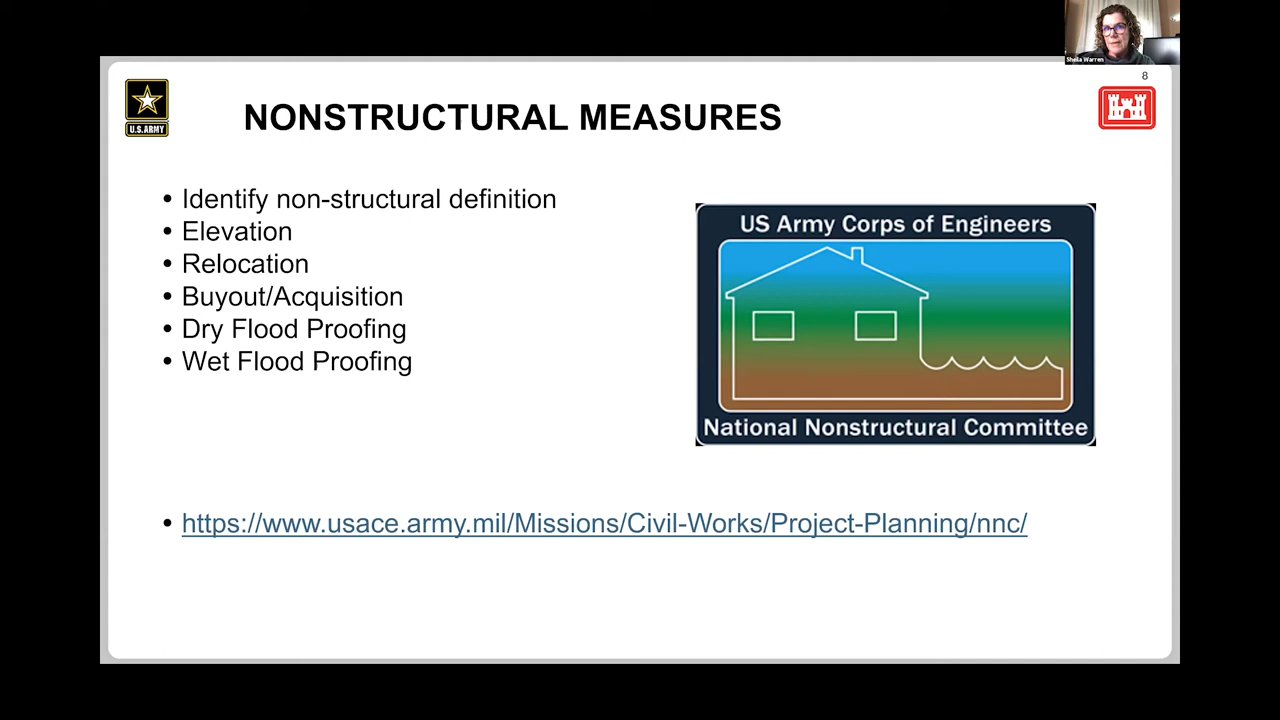 Sheila Warren
8
U.S.ARMY
NONSTRUCTURAL MEASURES
• Identify non-structural definition
• Elevation
• Relocation
• Buyout/Acquisition
• Dry Flood Proofing
• Wet Flood Proofing
US Army Corps of Engineers
National Nonstructural Committee
• https://www.usace.army.mil/Missions/Civil-Works/Project-Planning/nnc/